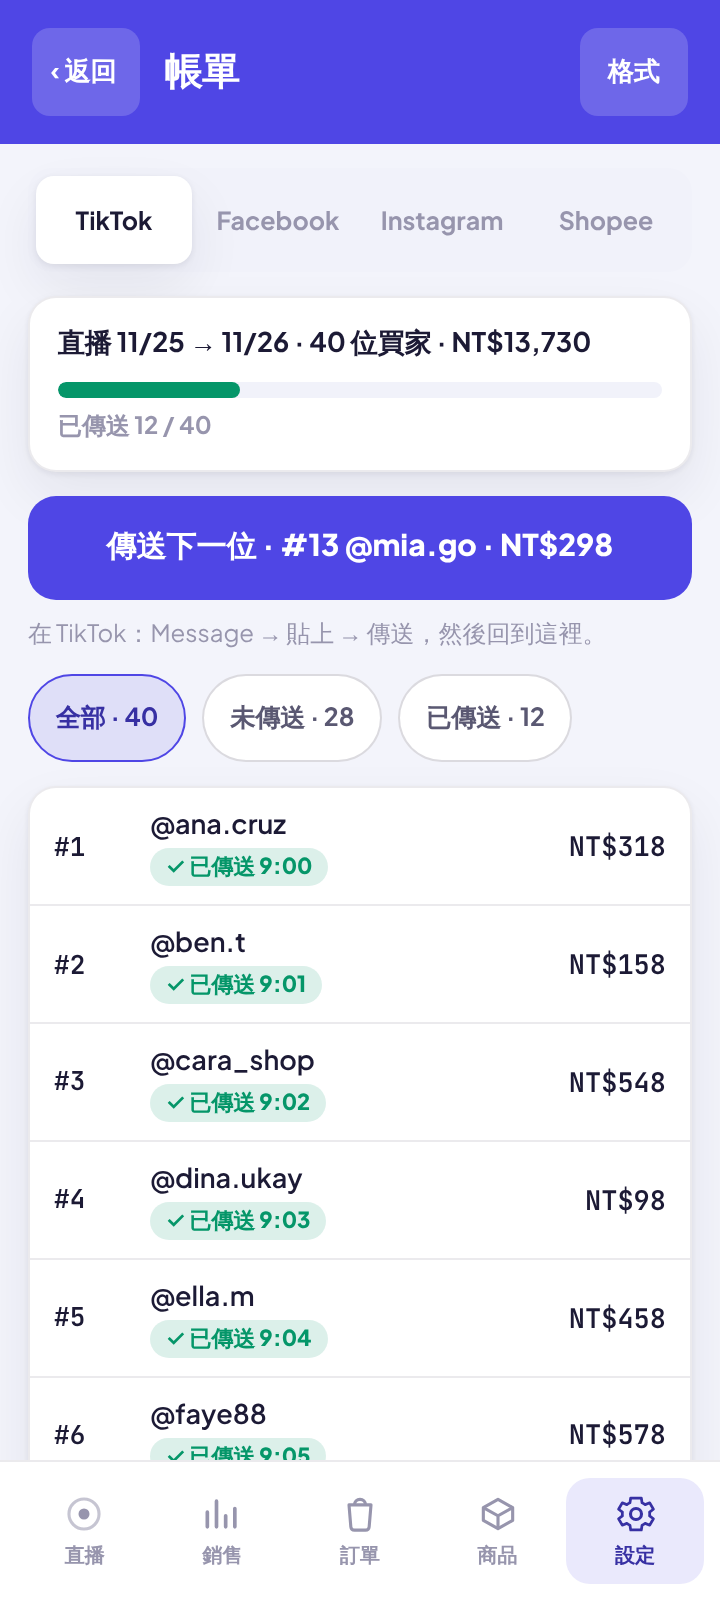 ‹ 返回
帳單
格式
TikTok
Facebook
Instagram
Shopee
直播 11/25 → 11/26 · 40 位買家 · NT$13,730
已傳送 12 / 40
傳送下一位 · #13 @mia.go · NT$298
在 TikTok：Message → 貼上 → 傳送，然後回到這裡。
全部 · 40
未傳送 · 28
已傳送 · 12
#1
@ana.cruz
✓ 已傳送 9:00
NT$318
#2
@ben.t
✓ 已傳送 9:01
NT$158
#3
@cara_shop
✓ 已傳送 9:02
NT$548
#4
@dina.ukay
✓ 已傳送 9:03
NT$98
#5
@ella.m
✓ 已傳送 9:04
NT$458
#6
@faye88
✓ 已傳送 9:05
NT$578
直播
銷售
訂單
商品
設定